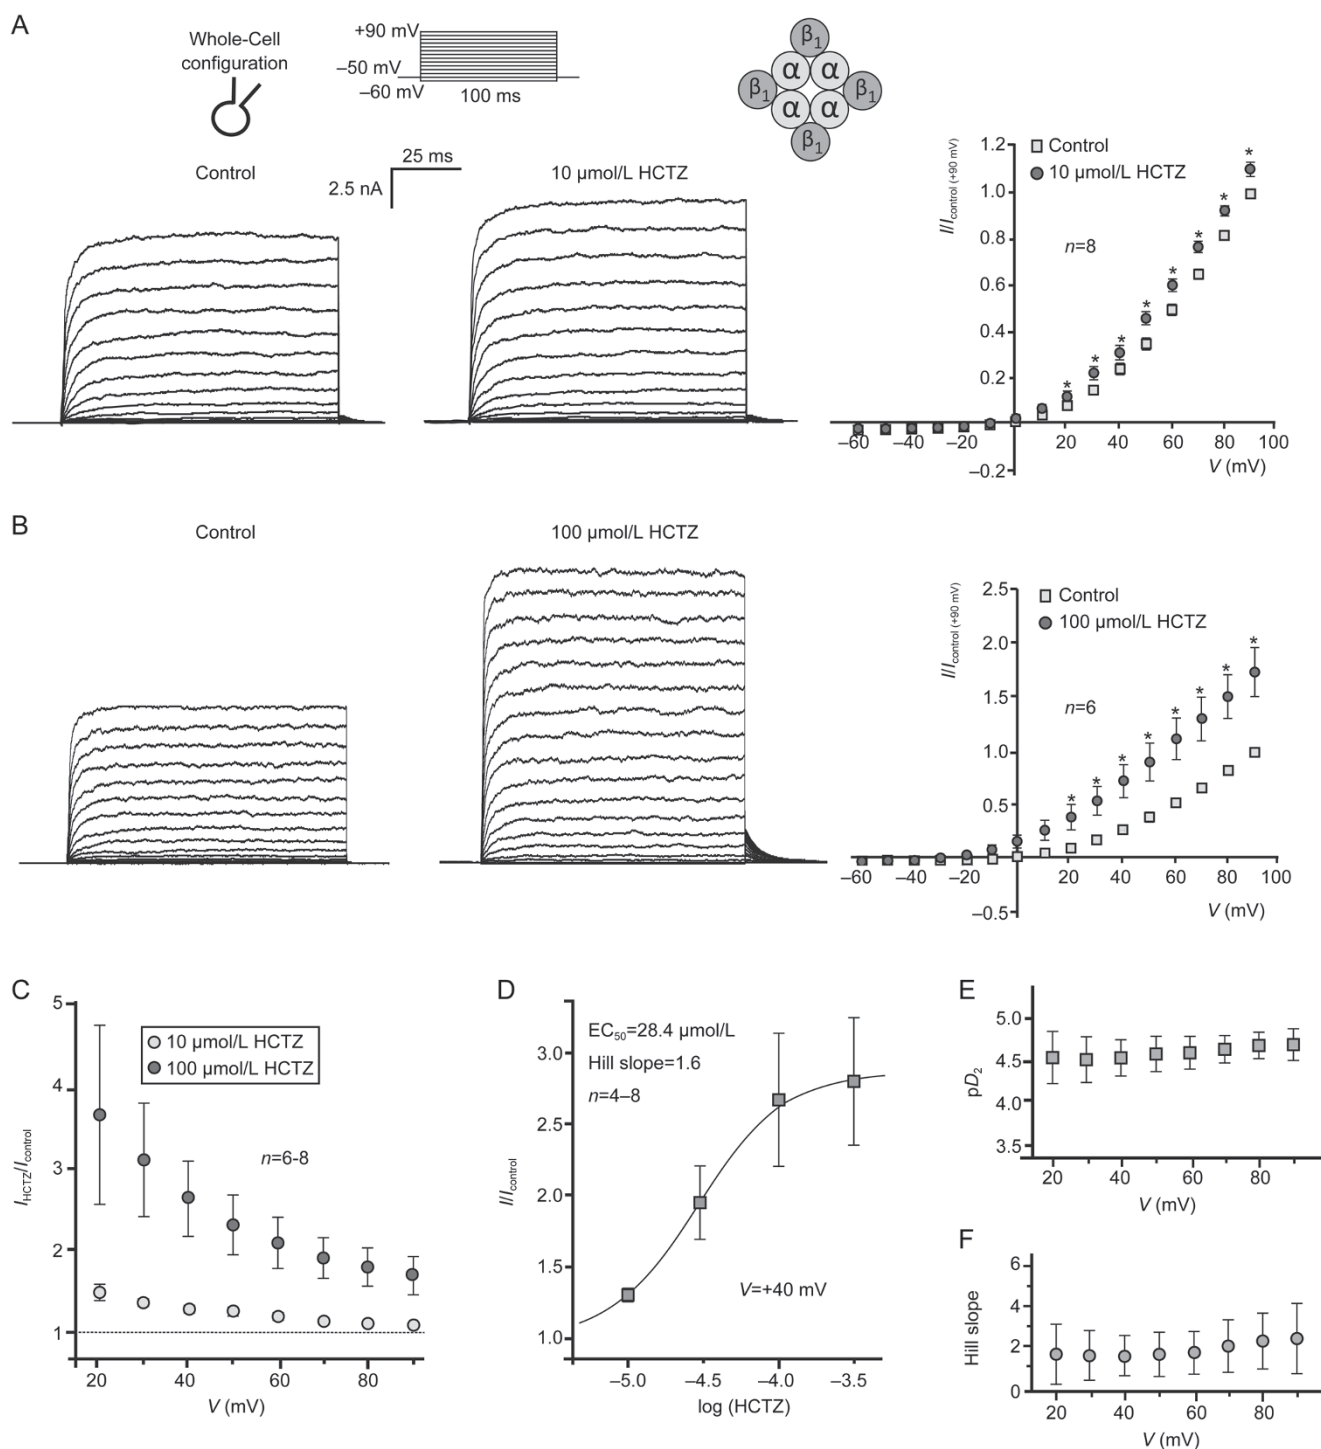 A
Whole-Cell
configuration
+90 mV
−50 mV
−60 mV
100 ms
β1
α α
β1 β1
α α
β1
Control
25 ms
2.5 nA
10 µmol/L HCTZ
I/Icontrol (+90 mV)
1.2
1.0
0.8
0.6
0.4
0.2
−0.2
Control
10 µmol/L HCTZ
n=8
* * * * * * * *
−60 −40 −20 20 40 60 80 100
V (mV)
B
Control
100 µmol/L HCTZ
I/Icontrol (+90 mV)
2.5
2.0
1.5
1.0
0.5
−0.5
Control
100 µmol/L HCTZ
n=6
* * * * * * * *
−60 −40 −20 20 40 60 80 100
V (mV)
C
IHCTZ/Icontrol
5
4
3
2
1
10 µmol/L HCTZ
100 µmol/L HCTZ
n=6-8
20 40 60 80
V (mV)
D
I/Icontrol
3.0
2.5
2.0
1.5
1.0
EC50=28.4 µmol/L
Hill slope=1.6
n=4–8
V=+40 mV
−5.0 −4.5 −4.0 −3.5
log (HCTZ)
E
pD2
5.0
4.5
4.0
3.5
20 40 60 80
V (mV)
F
Hill slope
6
4
2
0
20 40 60 80
V (mV)